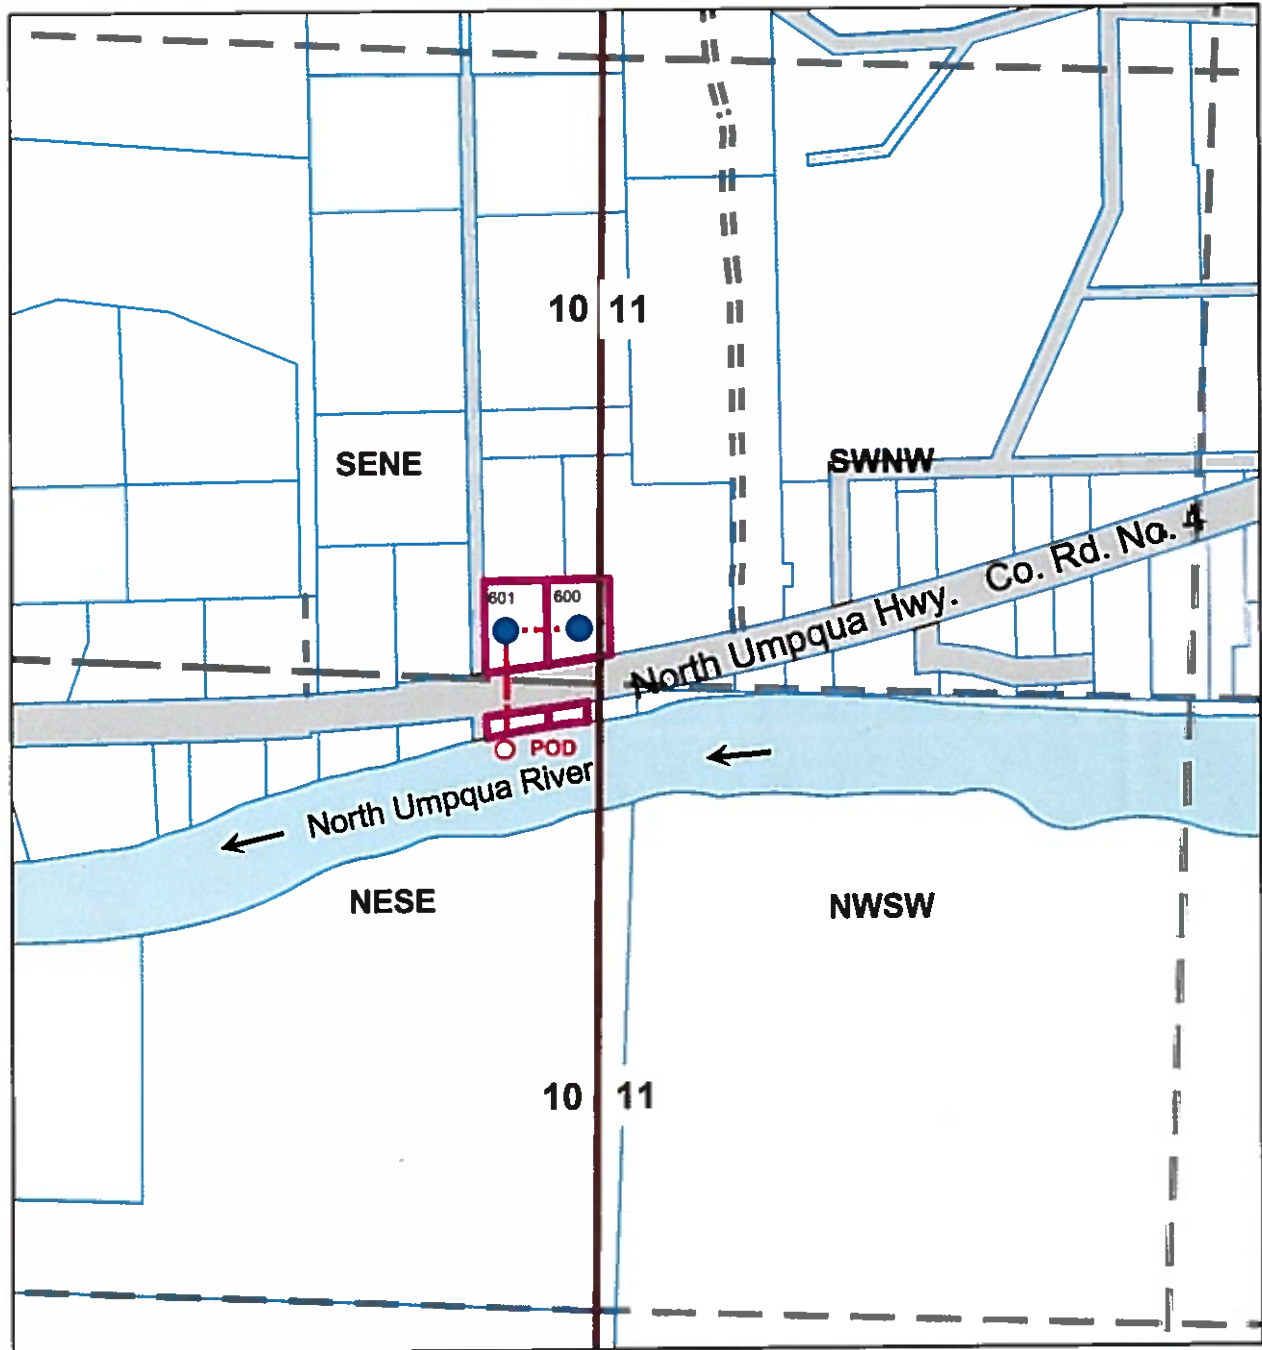 10 11
SENE
SWNW
North Umpqua Hwy. Co. Rd. No. 4
601 600
POD
North Umpqua River
NESE
NWSW
10 11